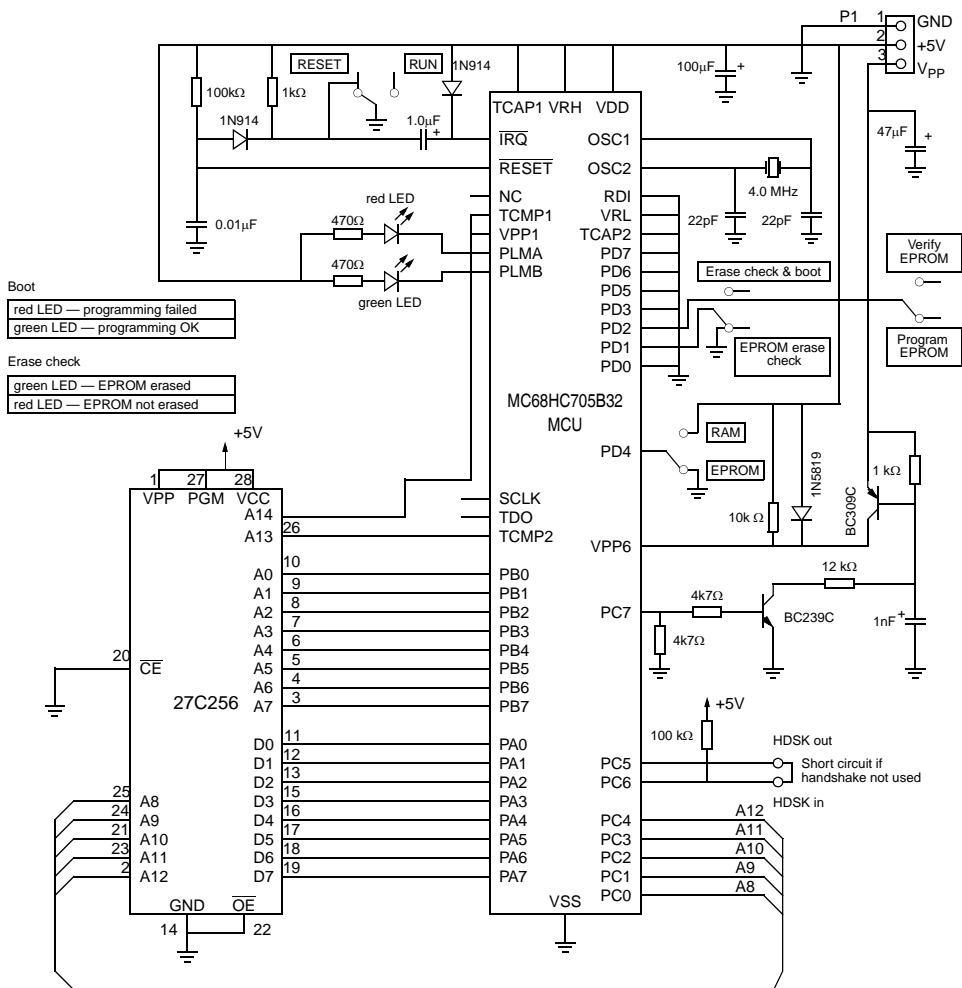 P1
1
GND
2
+5V
3
VPP
RESET
RUN
1N914
100kΩ
1kΩ
100µF
+
TCAP1 VRH VDD
1N914
1.0µF
+
47µF
+
IRQ
OSC1
RESET
OSC2
4.0 MHz
NC
RDI
red LED
TCMP1
VRL
22pF
22pF
0.01µF
470Ω
VPP1
TCAP2
PLMA
PD7
Verify
EPROM
470Ω
PLMB
PD6
Erase check & boot
green LED
PD5
Boot
PD3
red LED — programming failed
PD2
green LED — programming OK
PD1
EPROM erase
check
Program
EPROM
Erase check
PD0
green LED — EPROM erased
red LED — EPROM not erased
MC68HC705B32
MCU
+5V
RAM
PD4
EPROM
1N5819
1 kΩ
1
27
28
VPP PGM VCC
BC309C
A14
SCLK
10k Ω
TDO
A13
26
TCMP2
VPP6
12 kΩ
A0
10
PB0
A1
9
PB1
A2
8
PB2
PC7
4k7Ω
BC239C
1nF
+
A3
7
PB3
4k7Ω
A4
6
PB4
20
CE
A5
5
PB5
A6
4
PB6
27C256
A7
3
PB7
+5V
D0
11
PA0
100 kΩ
HDSK out
D1
12
PA1
PC5
Short circuit if
handshake not used
D2
13
PA2
PC6
HDSK in
25
A8
D3
15
PA3
24
A9
D4
16
PA4
PC4
A12
21
A10
D5
17
PA5
PC3
A11
23
A11
D6
18
PA6
PC2
A10
2
A12
D7
19
PA7
PC1
A9
PC0
A8
GND OE
VSS
14
22